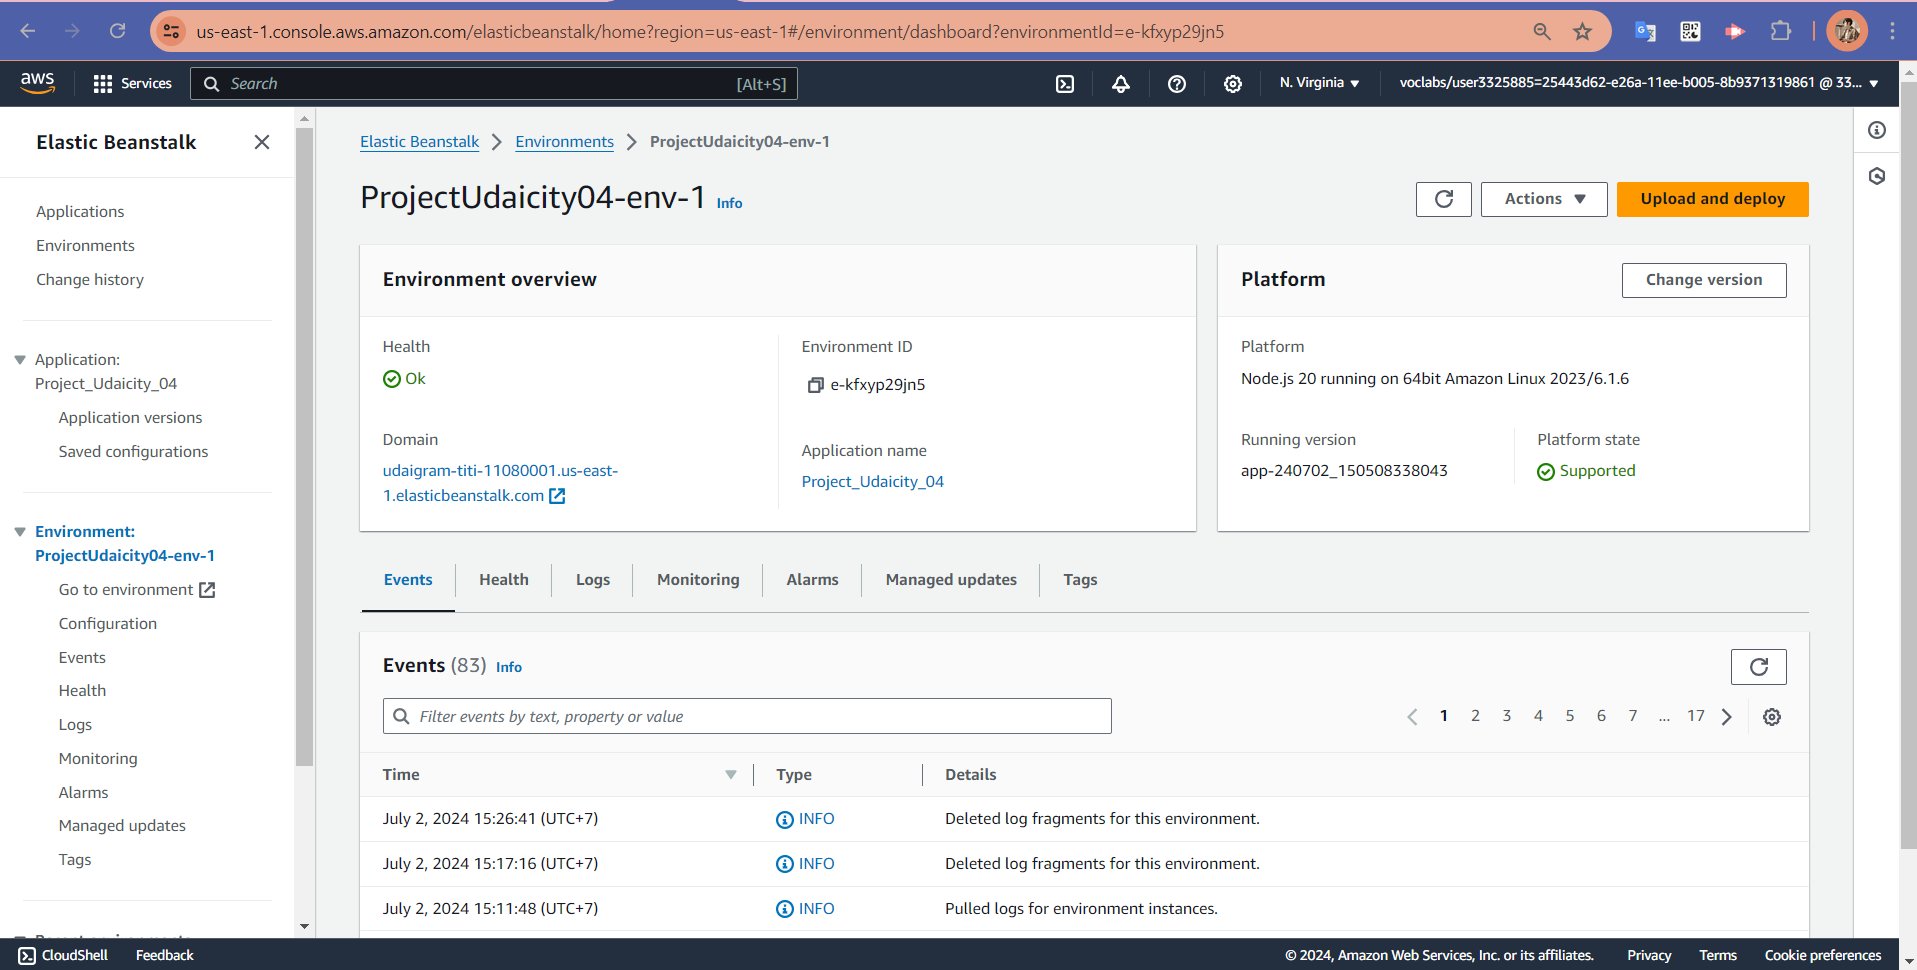 us-east-1.console.aws.amazon.com/elasticbeanstalk/home?region=us-east-1#/environment/dashboard?environmentId=e-kfxyp29jn5
aws
Services
Search
[Alt+S]
N. Virginia
voclabs/user3325885=25443d62-e26a-11ee-b005-8b9371319861 @ 33...
Elastic Beanstalk
Applications
Environments
Change history
Application:
Project_Udaicity_04
Application versions
Saved configurations
Environment:
ProjectUdaicity04-env-1
Go to environment
Configuration
Events
Health
Logs
Monitoring
Alarms
Managed updates
Tags
Elastic Beanstalk
Environments
ProjectUdaicity04-env-1
ProjectUdaicity04-env-1 Info
Actions
Upload and deploy
Environment overview
Health
Ok
Domain
udaigram-titi-11080001.us-east-
1.elasticbeanstalk.com
Environment ID
e-kfxyp29jn5
Application name
Project_Udaicity_04
Platform
Change version
Platform
Node.js 20 running on 64bit Amazon Linux 2023/6.1.6
Running version
app-240702_150508338043
Platform state
Supported
Events
Health
Logs
Monitoring
Alarms
Managed updates
Tags
Events (83) Info
Filter events by text, property or value
1 2 3 4 5 6 7 ... 17
Time Type Details
July 2, 2024 15:26:41 (UTC+7) INFO Deleted log fragments for this environment.
July 2, 2024 15:17:16 (UTC+7) INFO Deleted log fragments for this environment.
July 2, 2024 15:11:48 (UTC+7) INFO Pulled logs for environment instances.
CloudShell
Feedback
© 2024, Amazon Web Services, Inc. or its affiliates.
Privacy
Terms
Cookie preferences